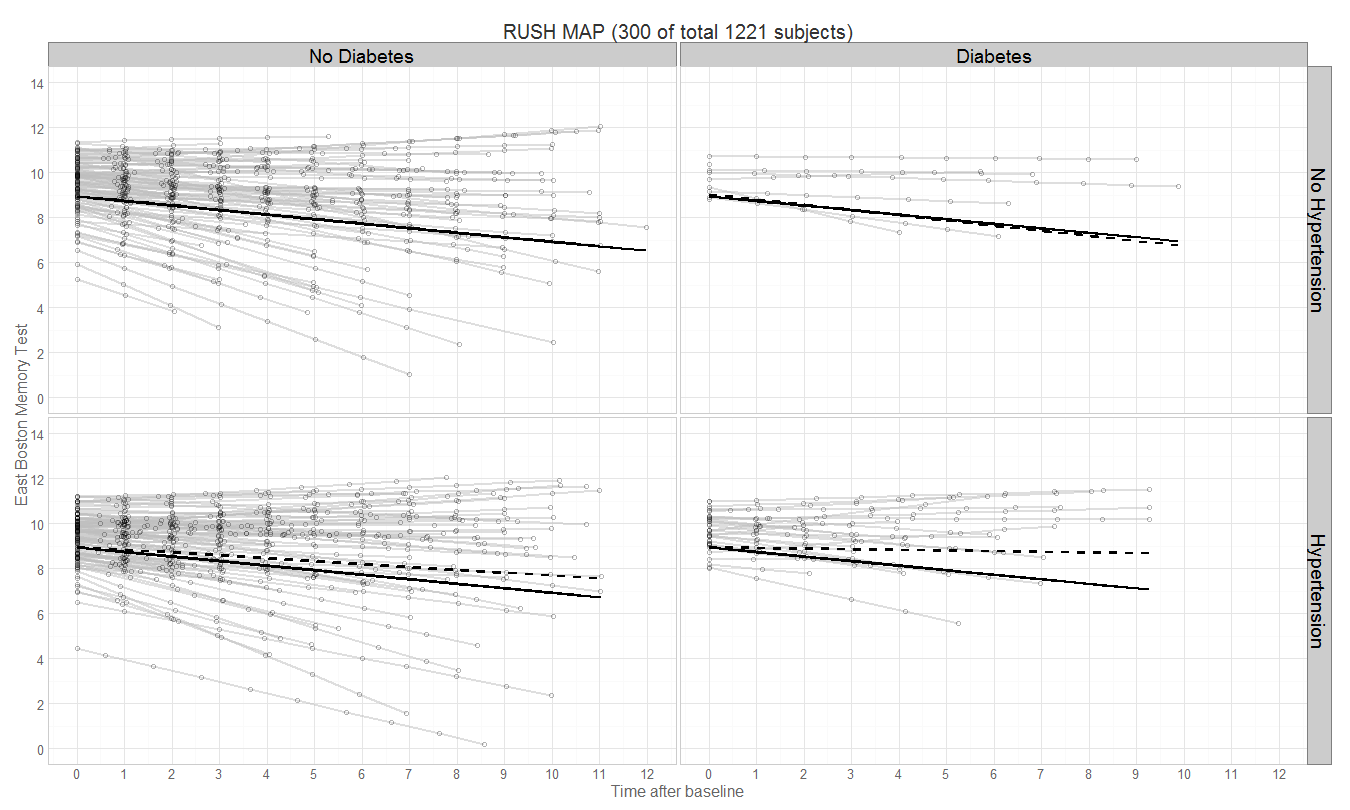 RUSH MAP (300 of total 1221 subjects)
No Diabetes
Diabetes
14
12
10
8
6
4
2
0
No Hypertension
East Boston Memory Test
14
12
10
8
6
4
2
0
Hypertension
0 1 2 3 4 5 6 7 8 9 10 11 12
0 1 2 3 4 5 6 7 8 9 10 11 12
Time after baseline